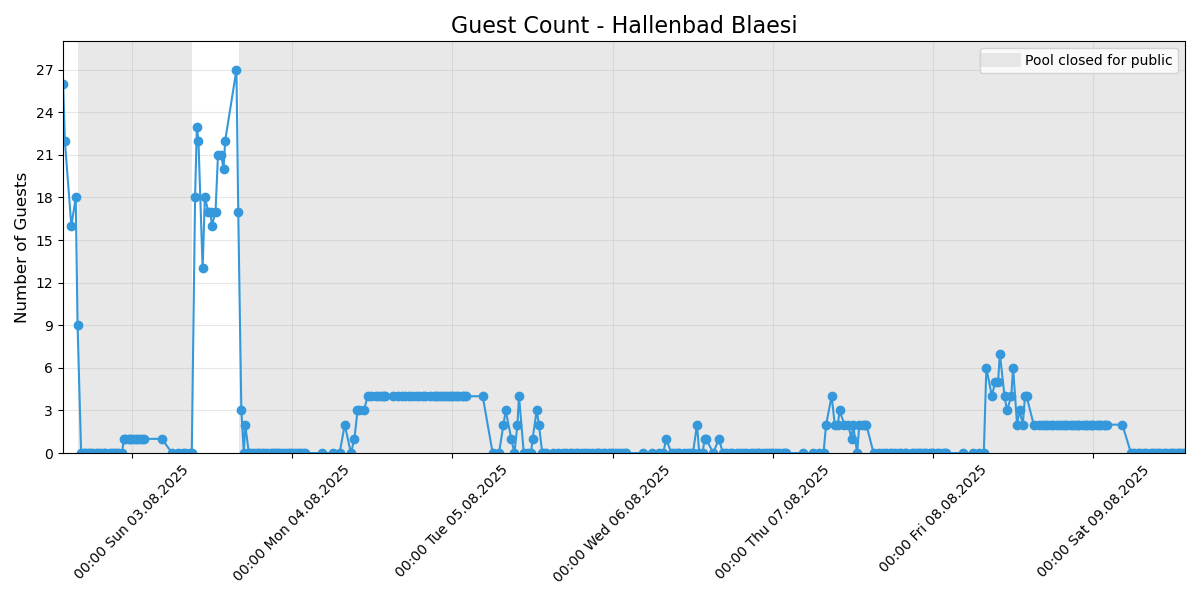 Guest Count - Hallenbad Blaesi
Pool closed for public
Number of Guests
27
24
21
18
15
12
9
6
3
0
00:00 Sun 03.08.2025
00:00 Mon 04.08.2025
00:00 Tue 05.08.2025
00:00 Wed 06.08.2025
00:00 Thu 07.08.2025
00:00 Fri 08.08.2025
00:00 Sat 09.08.2025